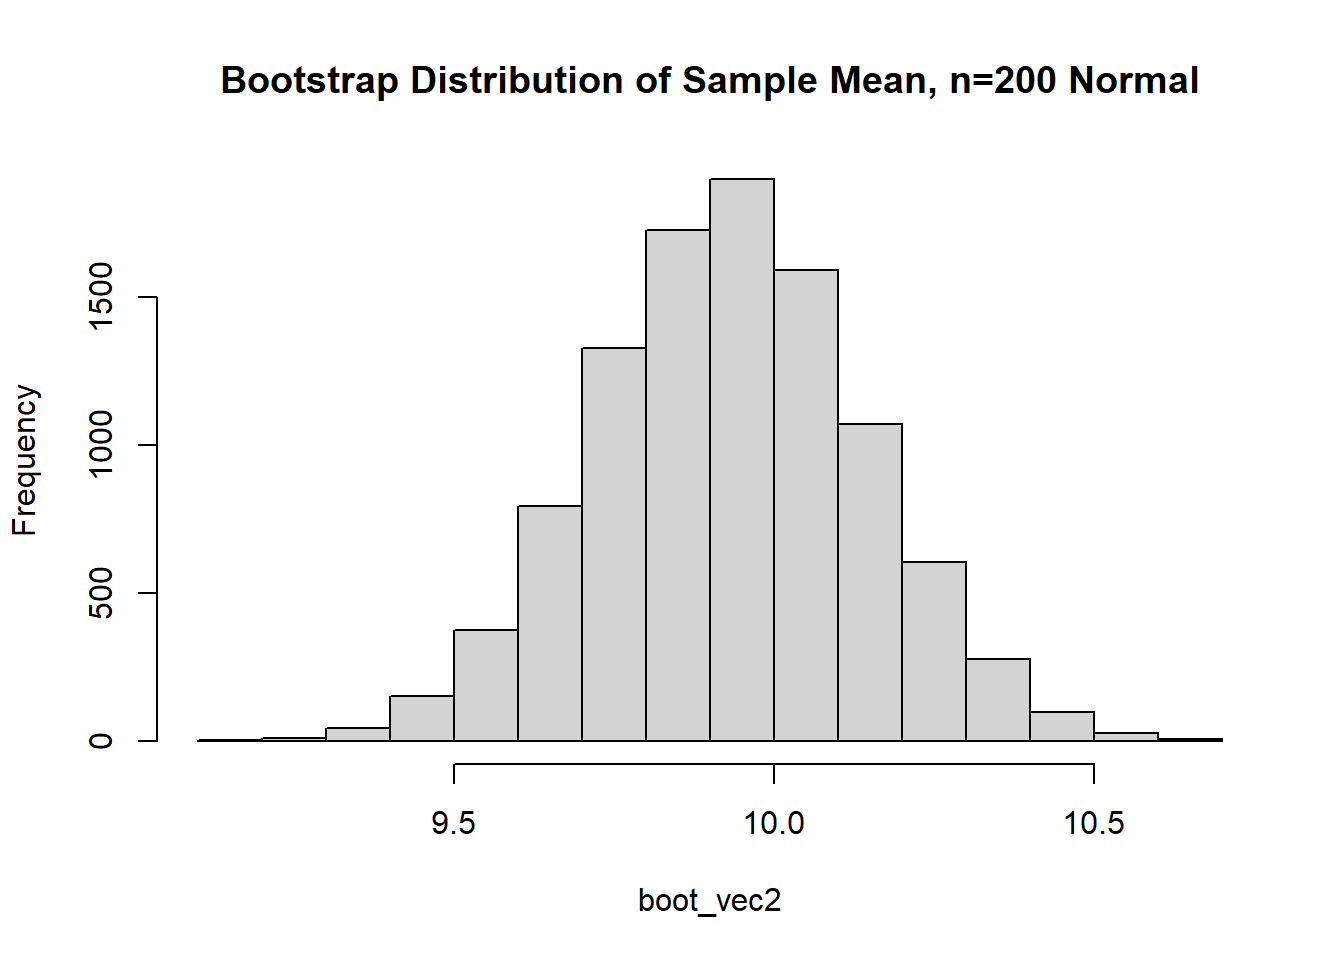 Bootstrap Distribution of Sample Mean, n=200 Normal
Frequency
1500
1000
500
0
9.5 10.0 10.5
boot_vec2